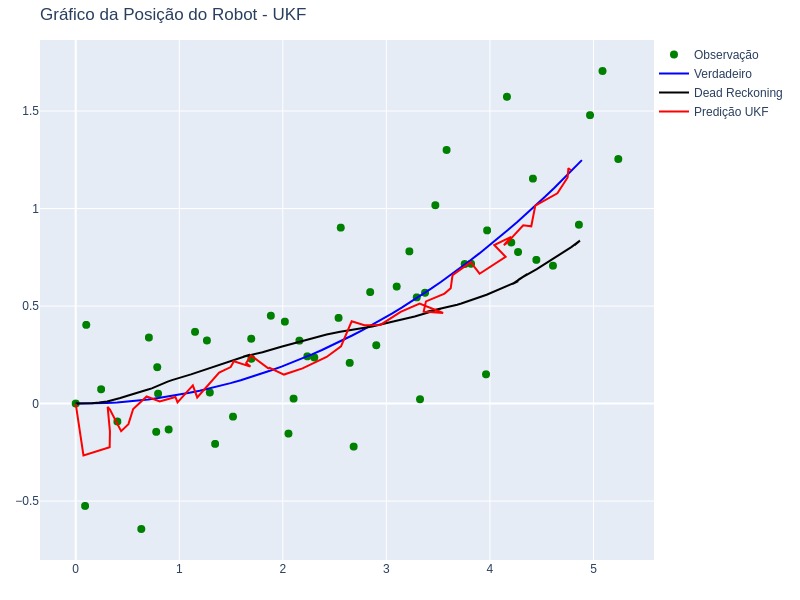 Gráfico da Posição do Robot - UKF
Observação
Verdadeiro
Dead Reckoning
Predição UKF
1.5
1
0.5
0
−0.5
0 1 2 3 4 5